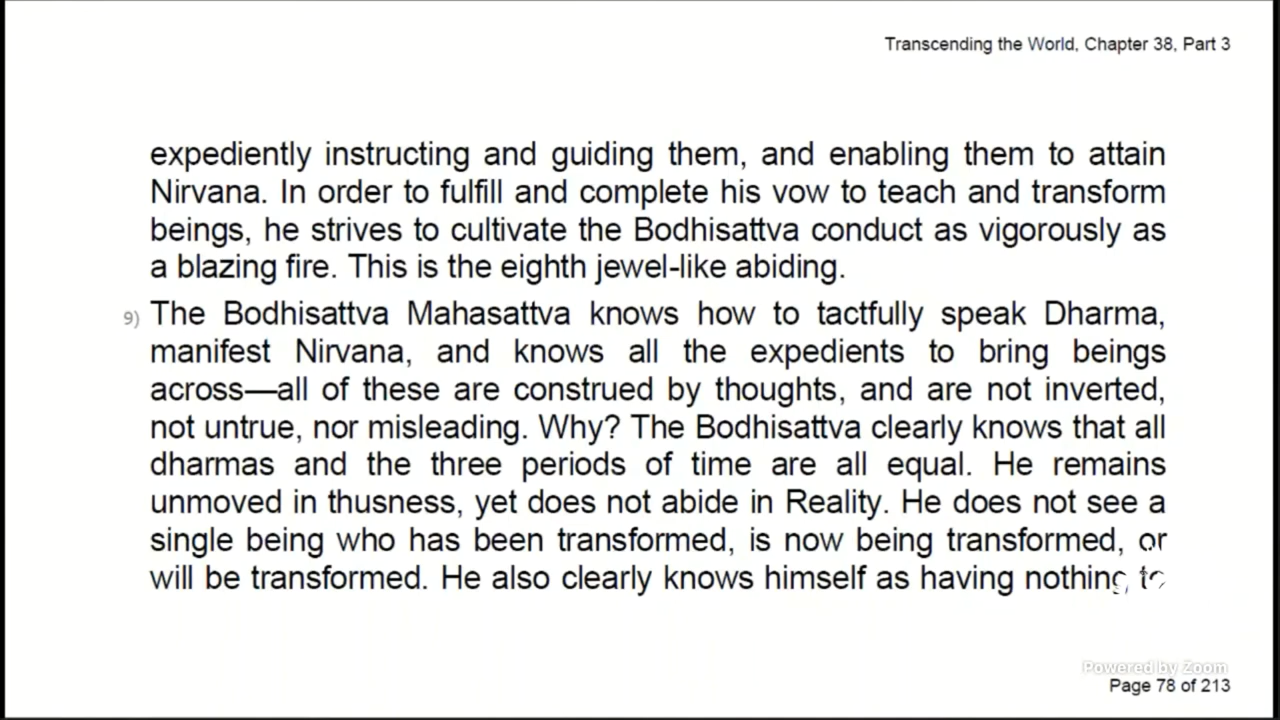 Transcending the World, Chapter 38, Part 3
expediently instructing and guiding them, and enabling them to attain
Nirvana. In order to fulfill and complete his vow to teach and transform
beings, he strives to cultivate the Bodhisattva conduct as vigorously as
a blazing fire. This is the eighth jewel-like abiding.
9) The Bodhisattva Mahasattva knows how to tactfully speak Dharma,
manifest Nirvana, and knows all the expedients to bring beings
across—all of these are construed by thoughts, and are not inverted,
not untrue, nor misleading. Why? The Bodhisattva clearly knows that all
dharmas and the three periods of time are all equal. He remains
unmoved in thusness, yet does not abide in Reality. He does not see a
single being who has been transformed, is now being transformed, or
will be transformed. He also clearly knows himself as having nothing to
Powered by Zoom
Page 78 of 213